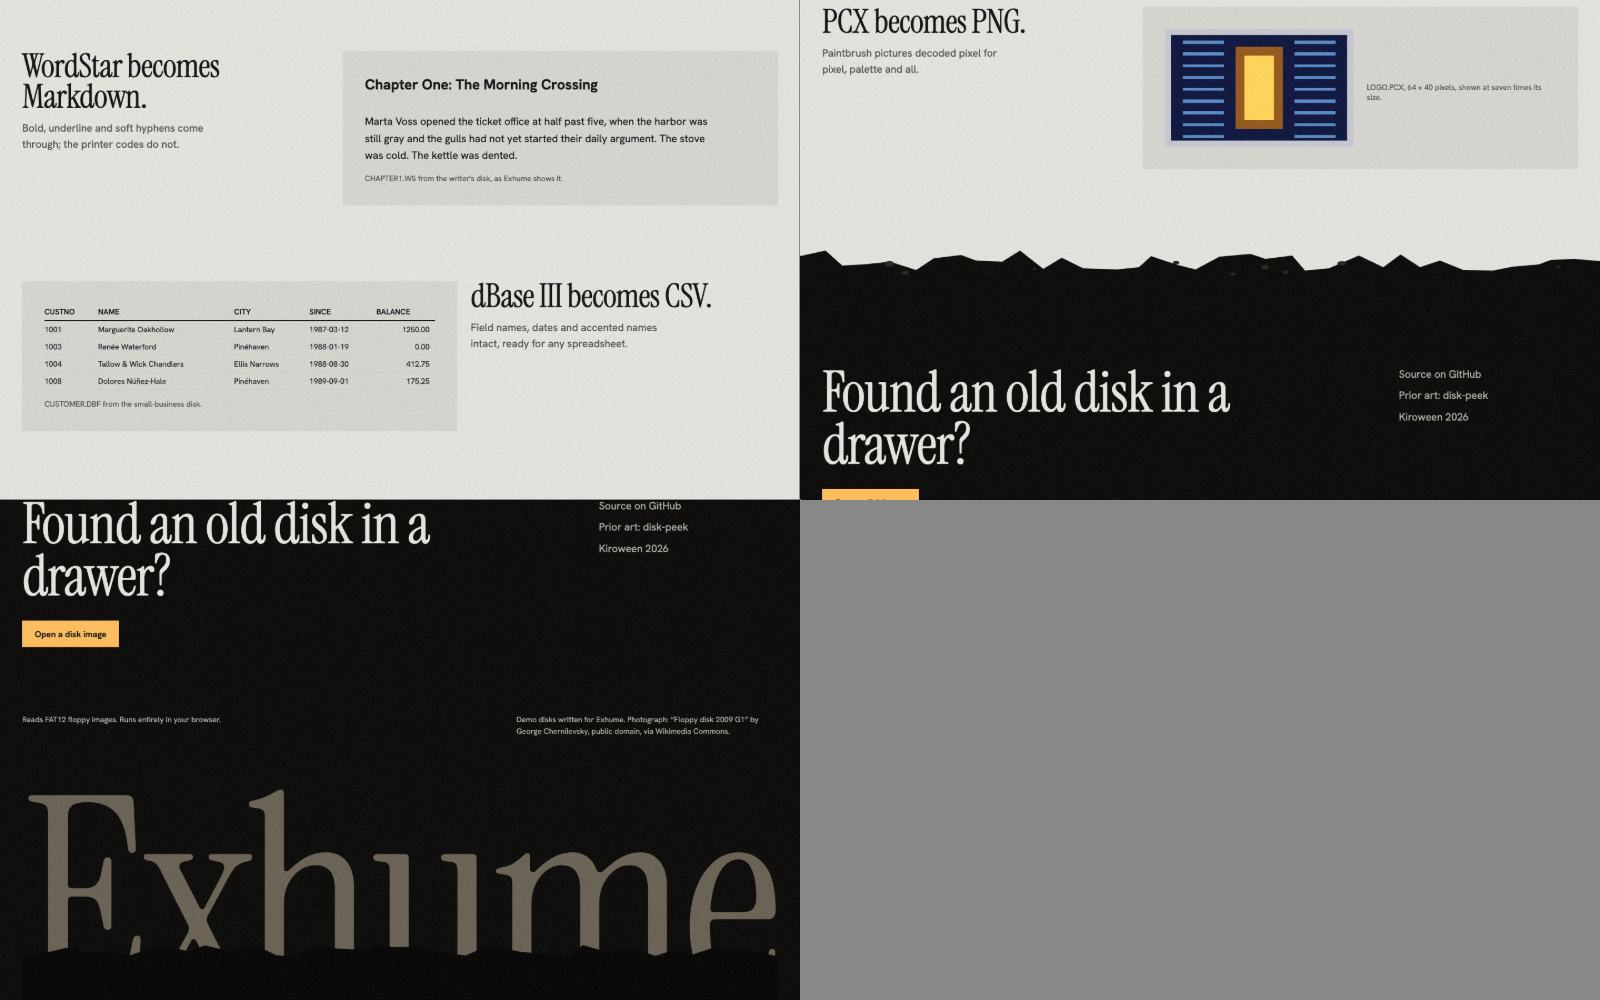 WordStar becomes
Markdown.
Bold, underline and soft hyphens come
through; the printer codes do not.
Chapter One: The Morning Crossing
Marta Voss opened the ticket office at half past five, when the harbor was
still gray and the gulls had not yet started their daily argument. The stove
was cold. The kettle was dented.
CHAPTER1.WS from the writer's disk, as Exhume shows it.
CUSTNO NAME CITY SINCE BALANCE
1001 Marguerite Oakhollow Lantern Bay 1987-03-12 1250.00
1003 Renée Waterford Pinéhaven 1988-01-19 0.00
1004 Tallow & Wick Chandlers Ellis Narrows 1988-08-30 412.75
1008 Dolores Núñez-Hale Pinéhaven 1989-09-01 175.25
CUSTOMER.DBF from the small-business disk.
dBase III becomes CSV.
Field names, dates and accented names
intact, ready for any spreadsheet.
PCX becomes PNG.
Paintbrush pictures decoded pixel for
pixel, palette and all.
LOGO.PCX, 64 × 40 pixels, shown at seven times its
size.
Found an old disk in a
drawer?
Source on GitHub
Prior art: disk-peek
Kiroween 2026
Found an old disk in a
drawer?
Open a disk image
Source on GitHub
Prior art: disk-peek
Kiroween 2026
Reads FAT12 floppy images. Runs entirely in your browser.
Demo disks written for Exhume. Photograph: "Floppy disk 2009 G1" by
George Chernilevsky, public domain, via Wikimedia Commons.
Exhume